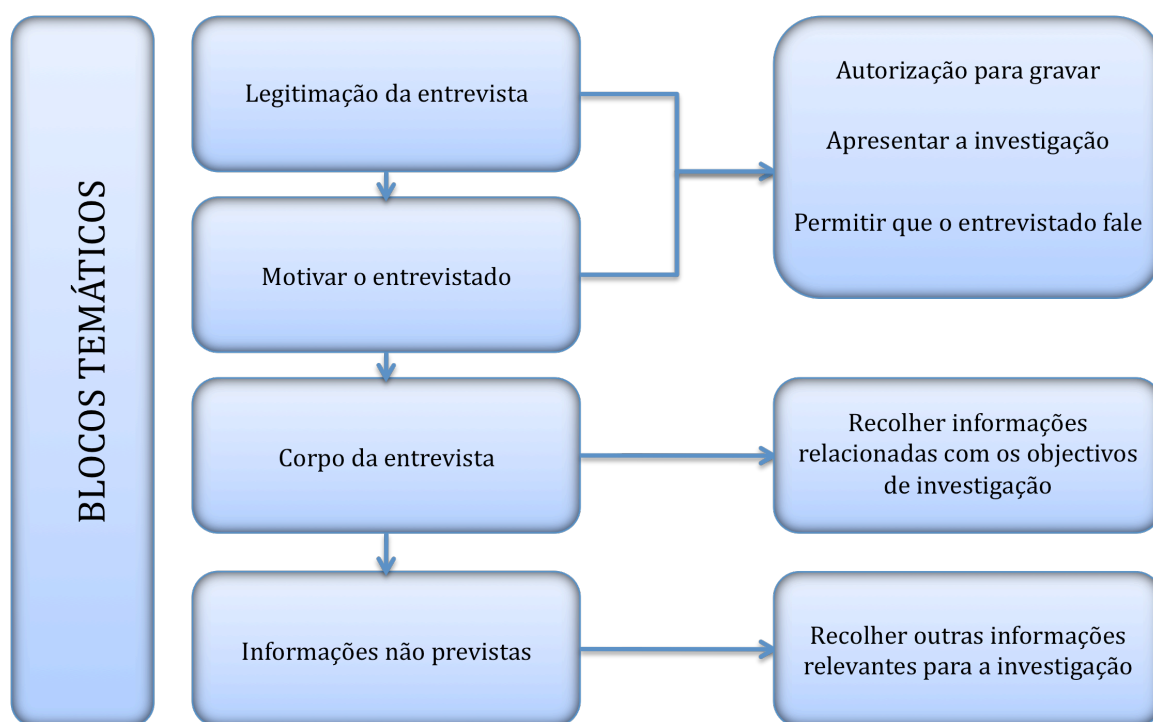 BLOCOS TEMÁTICOS
Legitimação da entrevista
Autorização para gravar
Apresentar a investigação
Permitir que o entrevistado fale
Motivar o entrevistado
Corpo da entrevista
Recolher informações
relacionadas com os objectivos
de investigação
Informações não previstas
Recolher outras informações
relevantes para a investigação